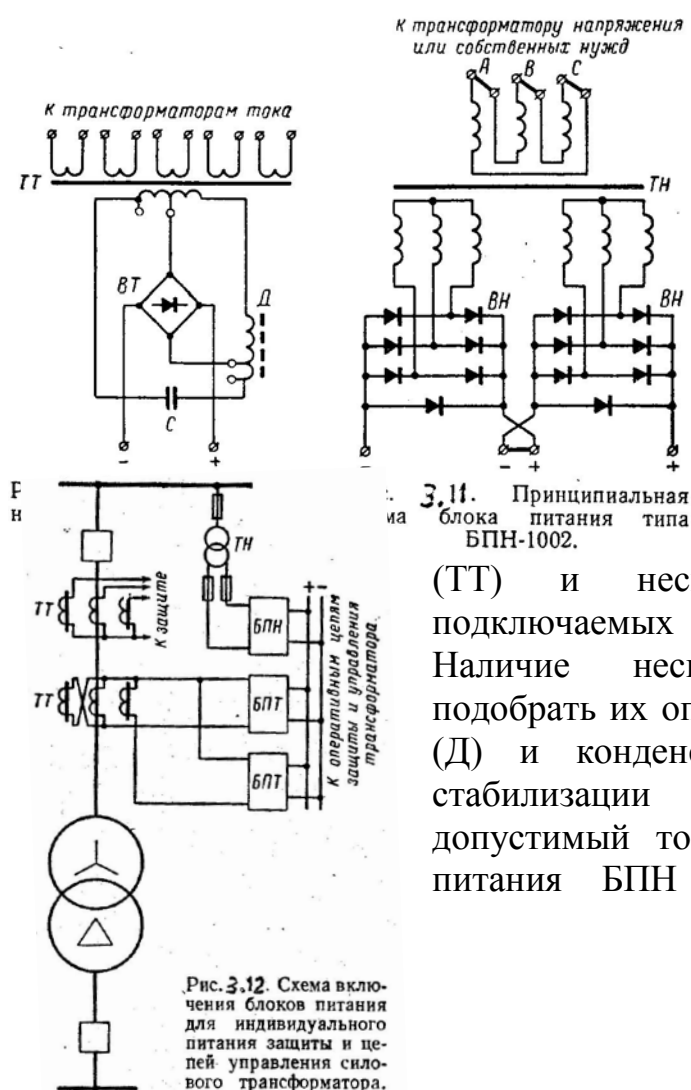 К трансформатору напряжения
или собственных нужд
А В С
К трансформаторам тока
ТТ
ТН
ВТ
Д
ВН ВН
С
- +
- - + +
3.11. Принципиальная
блока питания типа
БПН-1002.
ТН
ТТ
К защите
+ -
БПН
ТТ
БПТ
БПТ
К оперативным цепям
защиты и управления
трансформатора.
(ТТ) и нес
подключаемых
Наличие нес
подобрать их оп
(Д) и конденс
стабилизации
допустимый то
питания БПН
Рис. 3.12. Схема вклю-
чения блоков питания
для индивидуального
питания защиты и це-
пей управления сило-
вого трансформатора.